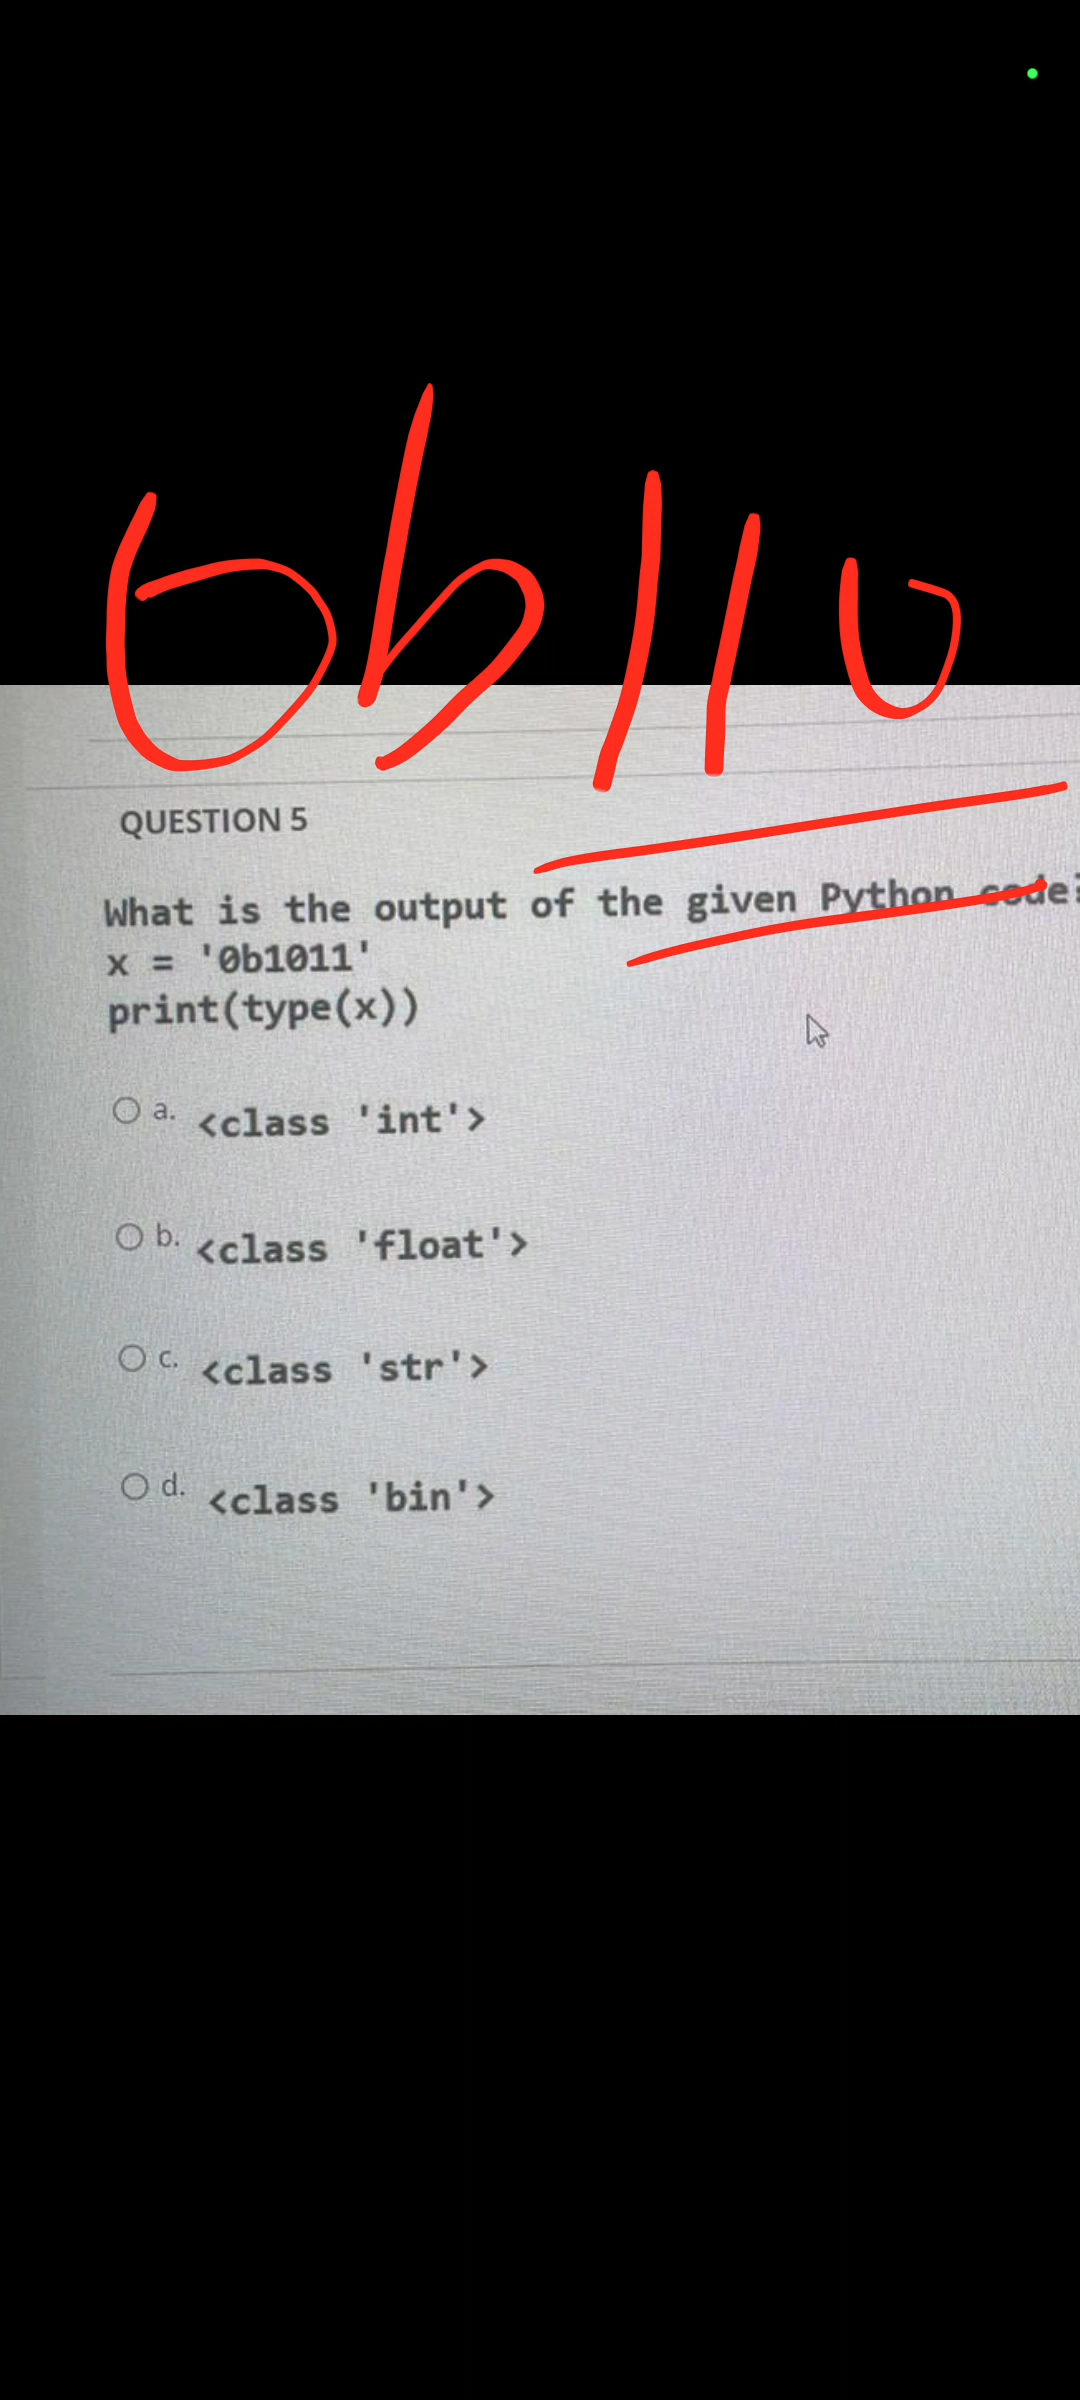 0b110
QUESTION 5
What is the output of the given Python code?
x = '0b1011'
print(type(x))
a. <class 'int'>
b. <class 'float'>
c. <class 'str'>
d. <class 'bin'>